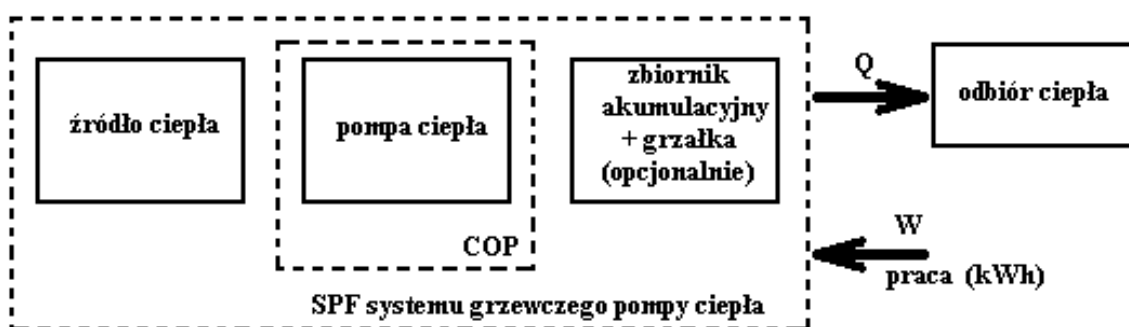 źródło ciepła
pompa ciepła
COP
zbiornik
akumulacyjny
+ grzałka
(opcjonalnie)
Q
odbiór ciepła
W
praca (kWh)
SPF systemu grzewczego pompy ciepła